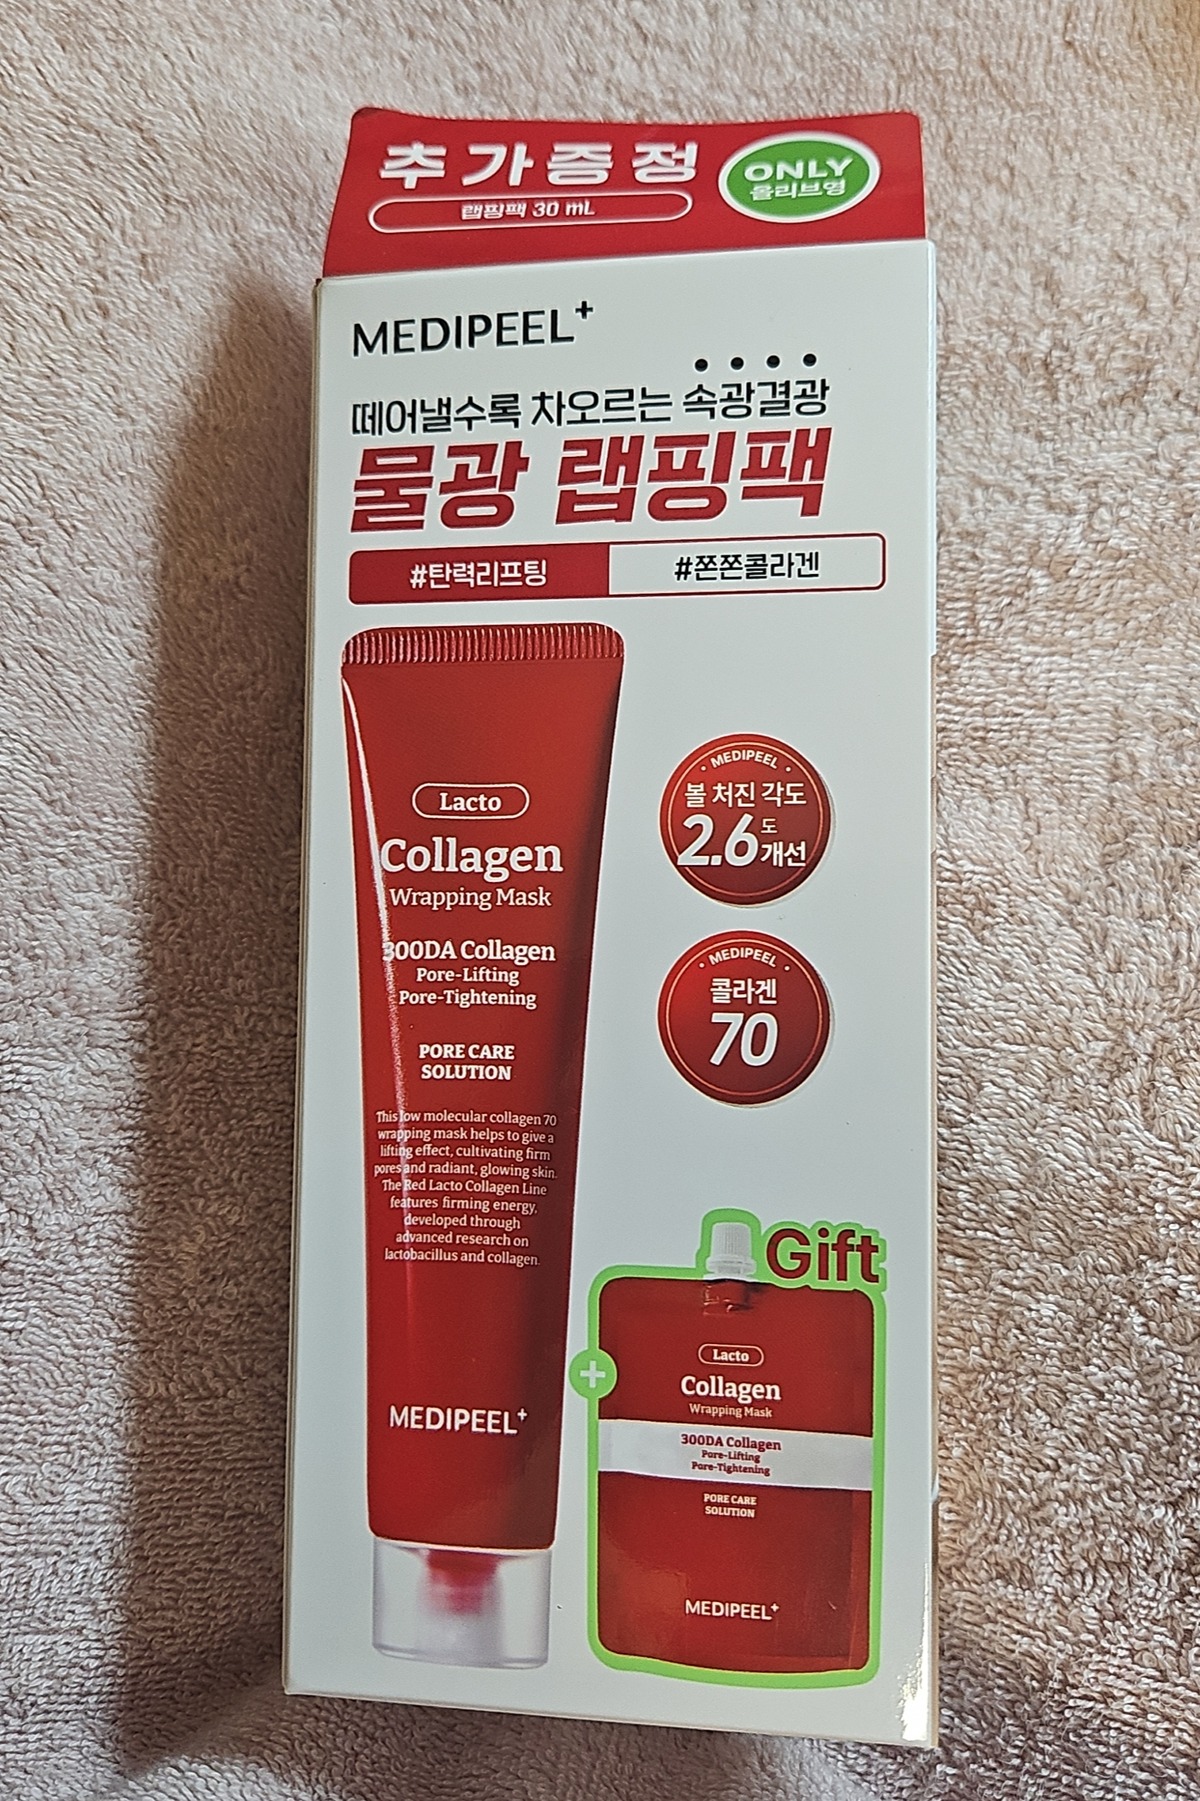 추가증정
랩핑팩 30 mL
ONLY
올리브영
MEDIPEEL+
떼어낼수록 차오르는 속광결광
물광 랩핑팩
#탄력리프팅
#쫀쫀콜라겐
Lacto
Collagen
Wrapping Mask
300DA Collagen
Pore-Lifting
Pore-Tightening
PORE CARE
SOLUTION
This low molecular collagen 70
wrapping mask helps to give a
lifting effect, cultivating firm
pores and radiant, glowing skin.
The Red Lacto Collagen Line
features firming energy,
developed through
advanced research on
lactobacillus and collagen.
MEDIPEEL+
MEDIPEEL
볼 처진 각도
2.6도
개선
MEDIPEEL
콜라겐
70
Gift
+
Lacto
Collagen
Wrapping Mask
300DA Collagen
Pore-Lifting
Pore-Tightening
PORE CARE
SOLUTION
MEDIPEEL+